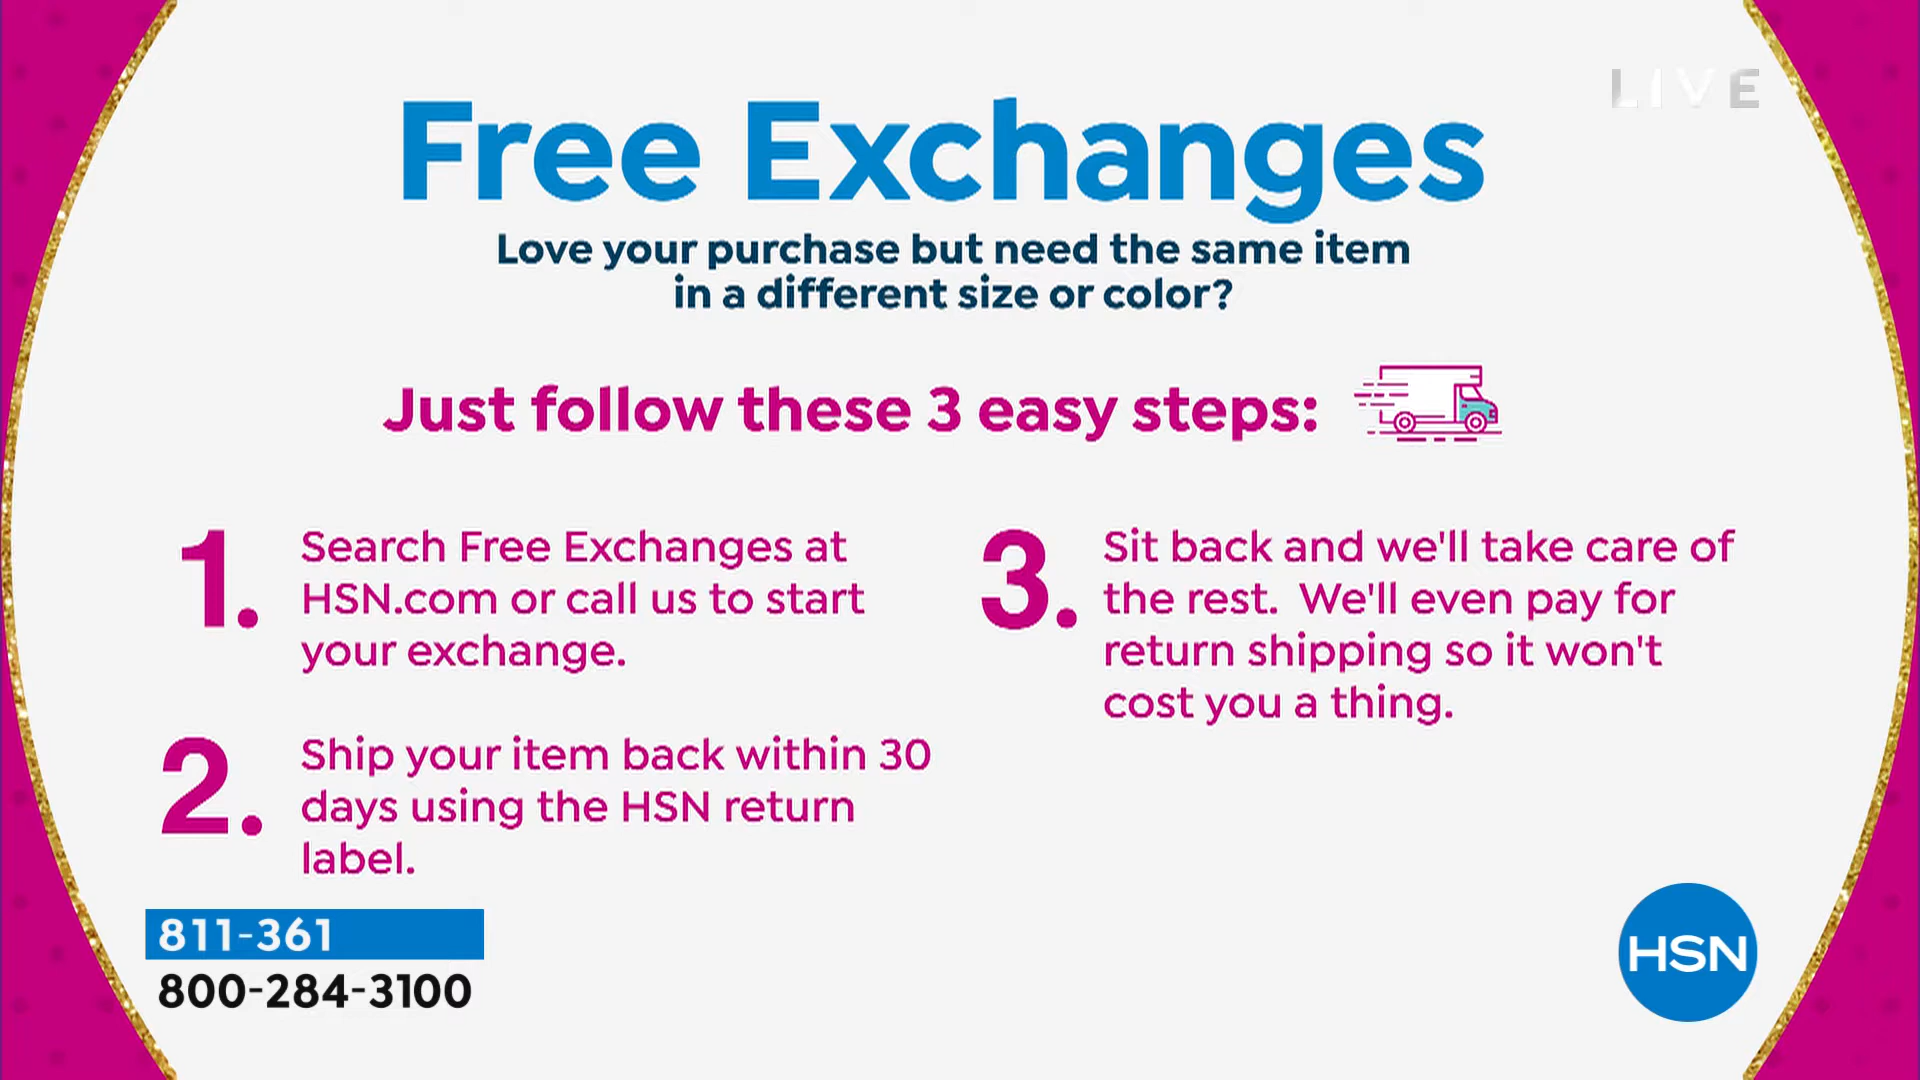 LIVE
Free Exchanges
Love your purchase but need the same item
in a different size or color?
Just follow these 3 easy steps:
1. Search Free Exchanges at
HSN.com or call us to start
your exchange.
2. Ship your item back within 30
days using the HSN return
label.
3. Sit back and we'll take care of
the rest. We'll even pay for
return shipping so it won't
cost you a thing.
811-361
800-284-3100
HSN